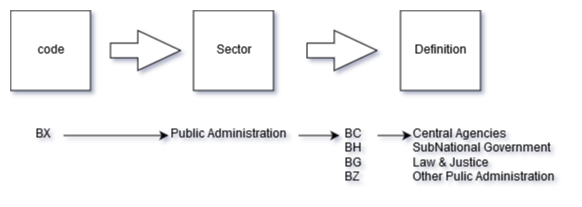 code Sector Definition
BX Public Administration BC Central Agencies
BH SubNational Government
BG Law & Justice
BZ Other Pulic Administration